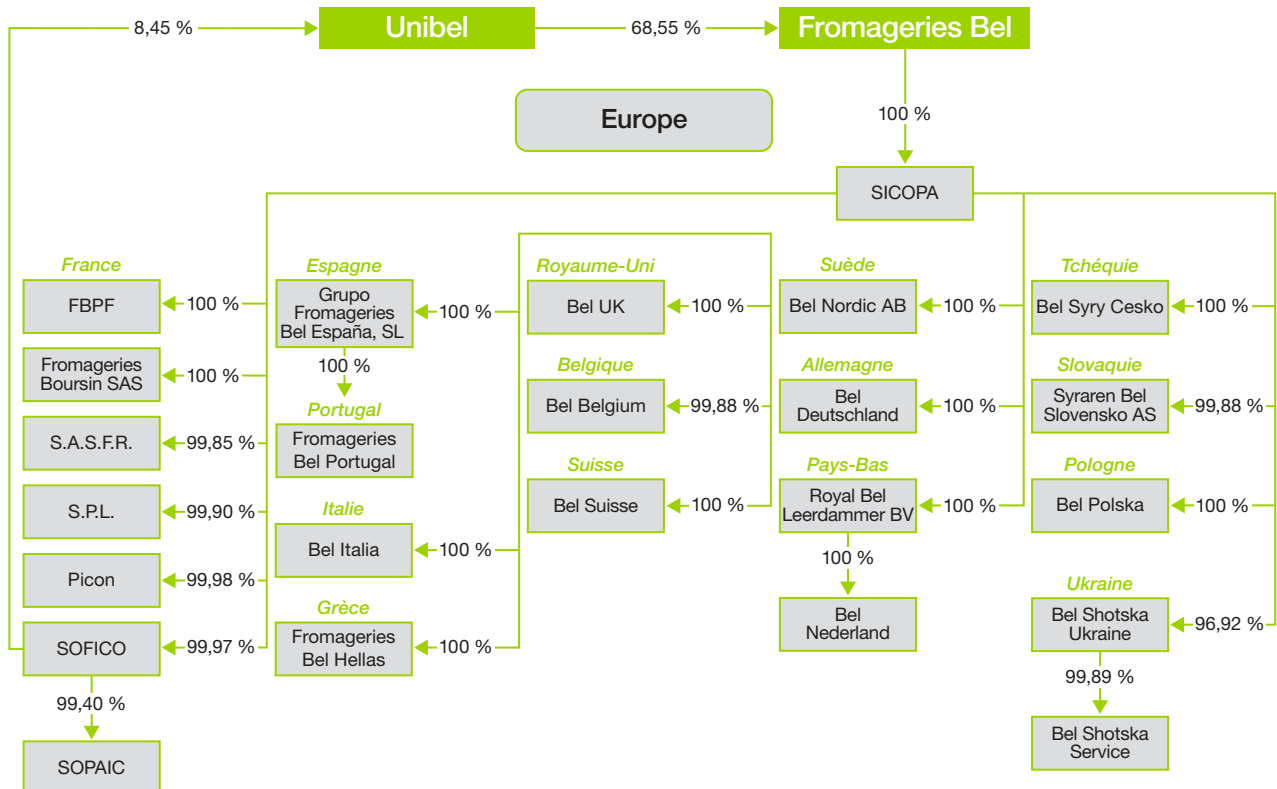 8,45 %
Unibel
68,55 %
Fromageries Bel
Europe
100 %
SICOPA
France
FBPF
100 %
Fromageries
Boursin SAS
100 %
S.A.S.F.R.
99,85 %
S.P.L.
99,90 %
Picon
99,98 %
SOFICO
99,97 %
99,40 %
SOPAIC
Espagne
Grupo
Fromageries
Bel España, SL
100 %
100 %
Portugal
Fromageries
Bel Portugal
Italie
Bel Italia
100 %
Grèce
Fromageries
Bel Hellas
100 %
Royaume-Uni
Bel UK
100 %
Belgique
Bel Belgium
99,88 %
Suisse
Bel Suisse
100 %
Suède
Bel Nordic AB
100 %
Allemagne
Bel
Deutschland
100 %
Pays-Bas
Royal Bel
Leerdammer BV
100 %
100 %
Bel
Nederland
Tchéquie
Bel Syry Cesko
100 %
Slovaquie
Syraren Bel
Slovensko AS
99,88 %
Pologne
Bel Polska
100 %
Ukraine
Bel Shotska
Ukraine
96,92 %
99,89 %
Bel Shotska
Service